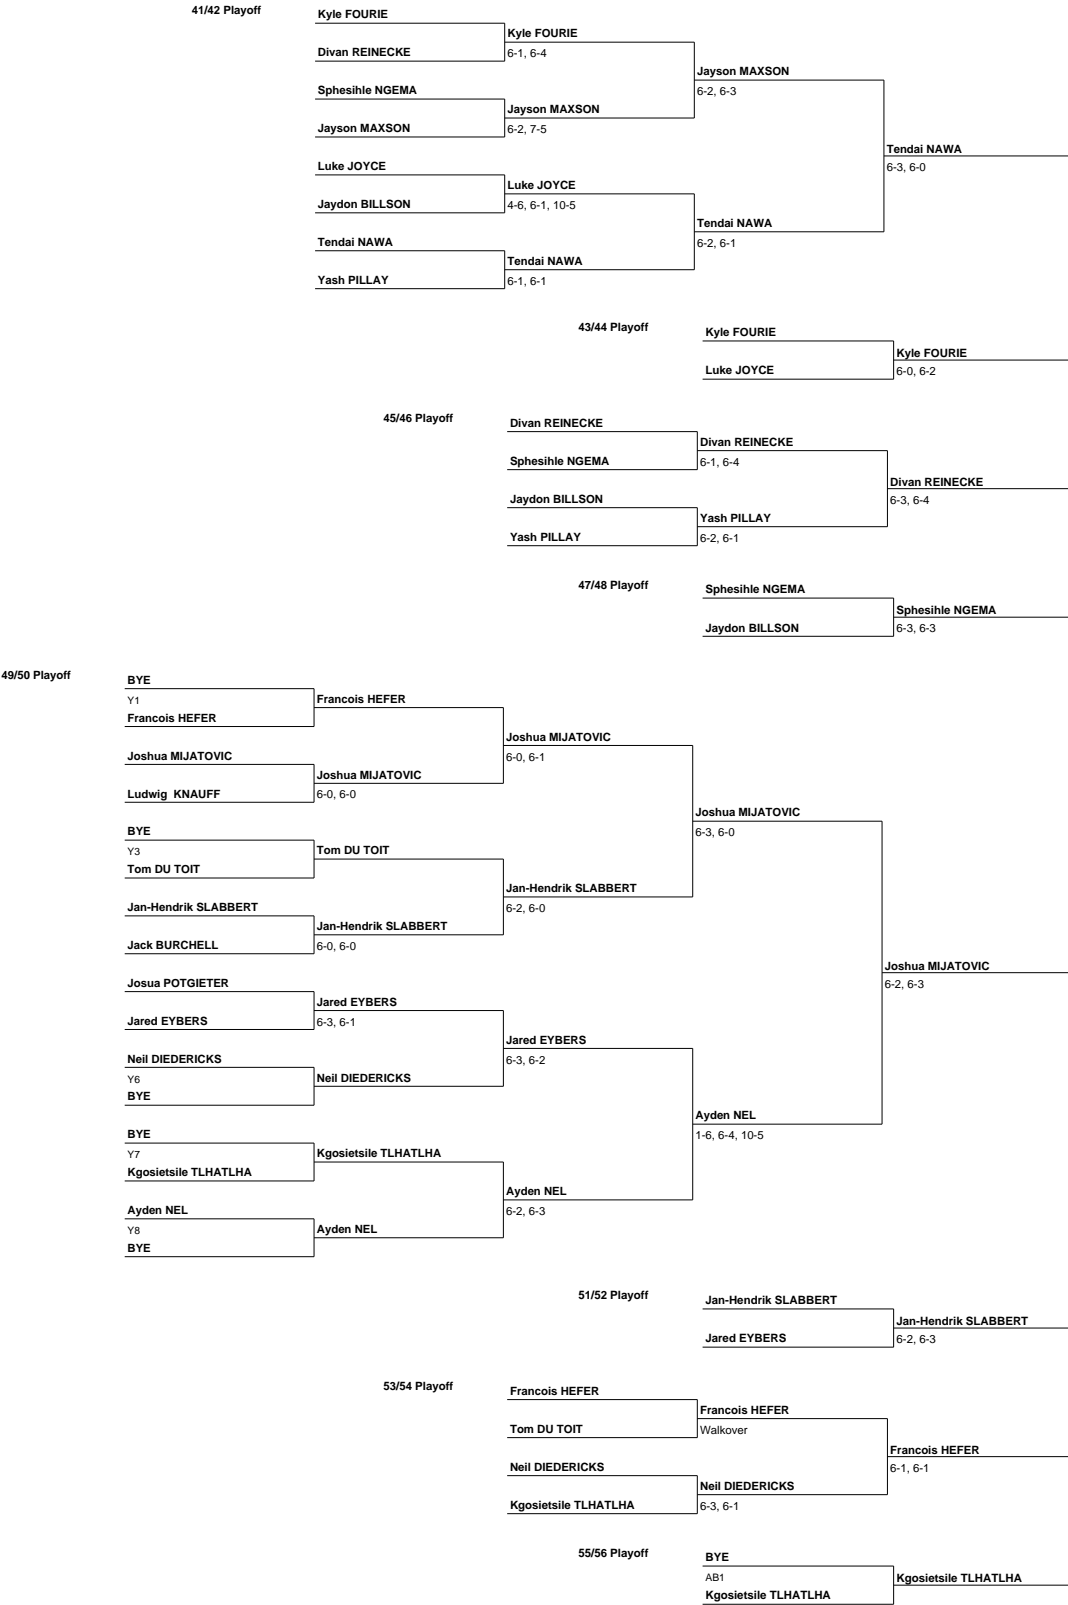 41/42 Playoff
Kyle FOURIE
Kyle FOURIE
Divan REINECKE
6-1, 6-4
Jayson MAXSON
Sphesihle NGEMA
6-2, 6-3
Jayson MAXSON
Jayson MAXSON
6-2, 7-5
Tendai NAWA
Luke JOYCE
6-3, 6-0
Luke JOYCE
Jaydon BILLSON
4-6, 6-1, 10-5
Tendai NAWA
Tendai NAWA
6-2, 6-1
Tendai NAWA
Yash PILLAY
6-1, 6-1
43/44 Playoff
Kyle FOURIE
Kyle FOURIE
Luke JOYCE
6-0, 6-2
45/46 Playoff
Divan REINECKE
Divan REINECKE
Sphesihle NGEMA
6-1, 6-4
Divan REINECKE
Jaydon BILLSON
6-3, 6-4
Yash PILLAY
Yash PILLAY
6-2, 6-1
47/48 Playoff
Sphesihle NGEMA
Sphesihle NGEMA
Jaydon BILLSON
6-3, 6-3
49/50 Playoff
BYE
Y1
Francois HEFER
Francois HEFER
Joshua MIJATOVIC
Joshua MIJATOVIC
6-0, 6-1
Joshua MIJATOVIC
Ludwig KNAUFF
6-0, 6-0
Joshua MIJATOVIC
BYE
6-3, 6-0
Y3
Tom DU TOIT
Tom DU TOIT
Jan-Hendrik SLABBERT
Jan-Hendrik SLABBERT
6-2, 6-0
Jan-Hendrik SLABBERT
Jack BURCHELL
6-0, 6-0
Joshua MIJATOVIC
Josua POTGIETER
6-2, 6-3
Jared EYBERS
Jared EYBERS
6-3, 6-1
Jared EYBERS
Neil DIEDERICKS
6-3, 6-2
Y6
Neil DIEDERICKS
BYE
Ayden NEL
BYE
1-6, 6-4, 10-5
Y7
Kgosietsile TLHATLHA
Kgosietsile TLHATLHA
Ayden NEL
Ayden NEL
6-2, 6-3
Y8
Ayden NEL
BYE
51/52 Playoff
Jan-Hendrik SLABBERT
Jan-Hendrik SLABBERT
Jared EYBERS
6-2, 6-3
53/54 Playoff
Francois HEFER
Francois HEFER
Tom DU TOIT
Walkover
Francois HEFER
Neil DIEDERICKS
6-1, 6-1
Neil DIEDERICKS
Kgosietsile TLHATLHA
6-3, 6-1
55/56 Playoff
BYE
AB1
Kgosietsile TLHATLHA
Kgosietsile TLHATLHA